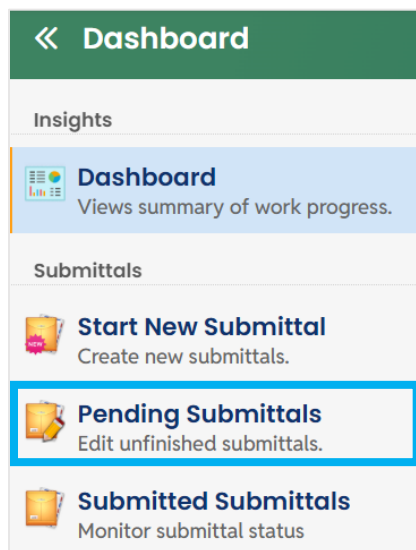 « Dashboard
Insights
Dashboard
Views summary of work progress.
Submittals
NEW
Start New Submittal
Create new submittals.
Pending Submittals
Edit unfinished submittals.
Submitted Submittals
Monitor submittal status